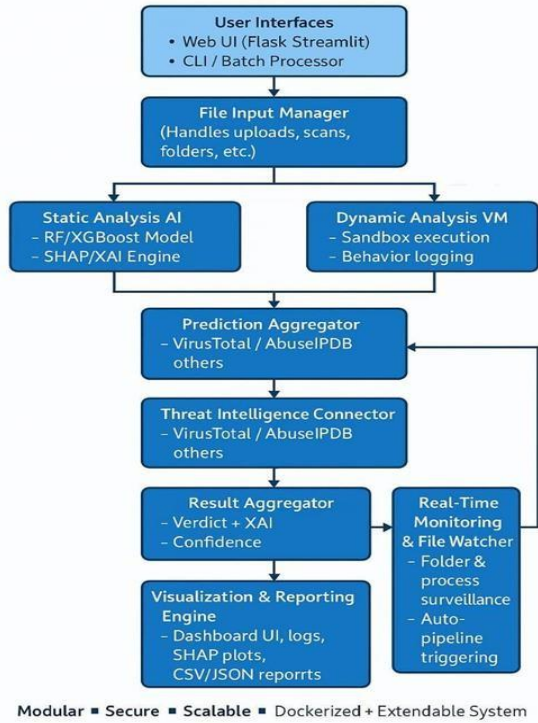 User Interfaces
• Web UI (Flask Streamlit)
• CLI / Batch Processor
File Input Manager
(Handles uploads, scans,
folders, etc.)
Static Analysis AI
– RF/XGBoost Model
– SHAP/XAI Engine
Dynamic Analysis VM
– Sandbox execution
– Behavior logging
Prediction Aggregator
– VirusTotal / AbuseIPDB
others
Threat Intelligence Connector
– VirusTotal / AbuseIPDB
others
Result Aggregator
– Verdict + XAI
– Confidence
Real-Time
Monitoring
& File Watcher
– Folder &
process
surveillance
– Auto-
pipeline
triggering
Visualization & Reporting
Engine
– Dashboard UI, logs,
SHAP plots,
CSV/JSON reporrts
Modular ▪ Secure ▪ Scalable ▪ Dockerized + Extendable System